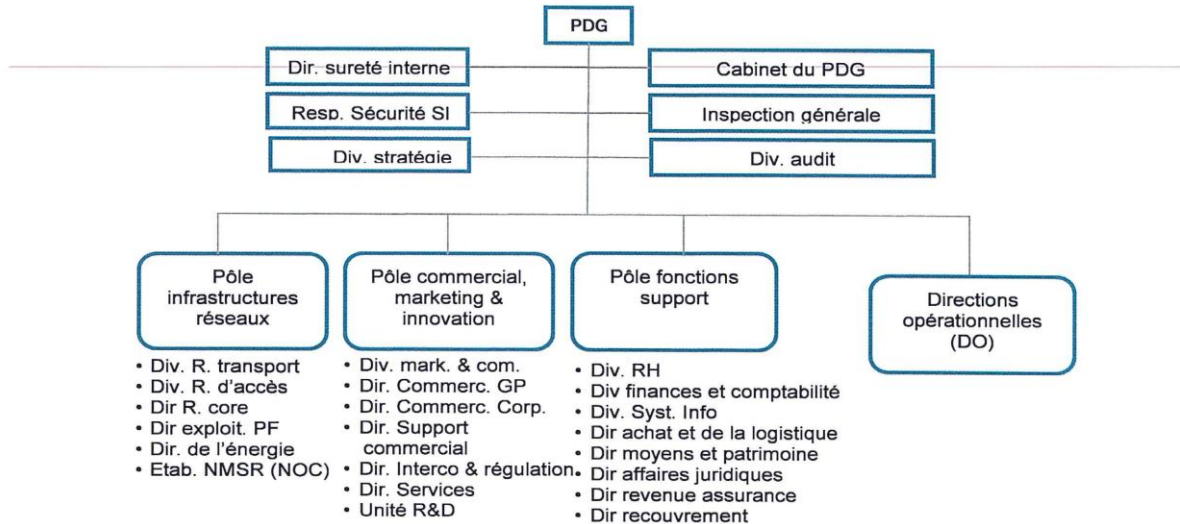 PDG
Dir. sureté interne
Cabinet du PDG
Resp. Sécurité SI
Inspection générale
Div. stratégie
Div. audit
Pôle
infrastructures
réseaux
• Div. R. transport
• Div. R. d'accès
• Dir R. core
• Dir exploit. PF
• Dir. de l'énergie
• Etab. NMSR (NOC)
Pôle commercial,
marketing &
innovation
• Div. mark. & com.
• Dir. Commerc. GP
• Dir. Commerc. Corp.
• Dir. Support
commercial
• Dir. Interco & régulation
• Dir. Services
• Unité R&D
Pôle fonctions
support
• Div. RH
• Div finances et comptabilité
• Div. Syst. Info
• Dir achat et de la logistique
• Dir moyens et patrimoine
• Dir affaires juridiques
• Dir revenue assurance
• Dir recouvrement
Directions
opérationnelles
(DO)